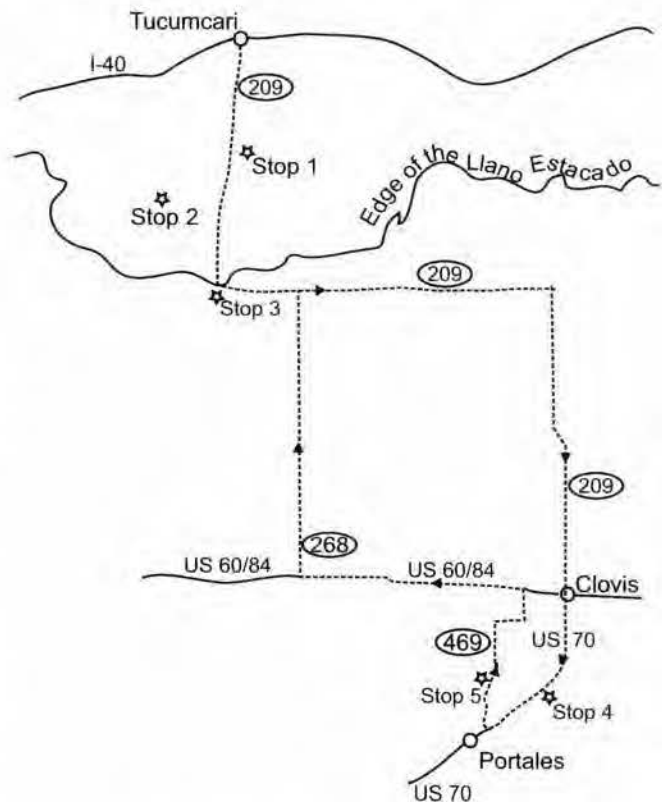 Tucumcari
I-40
209
Stop 1
Edge of the Llano Estacado
Stop 2
209
Stop 3
209
268
US 60/84
US 60/84
Clovis
469
US 70
Stop 5
Stop 4
Portales
US 70